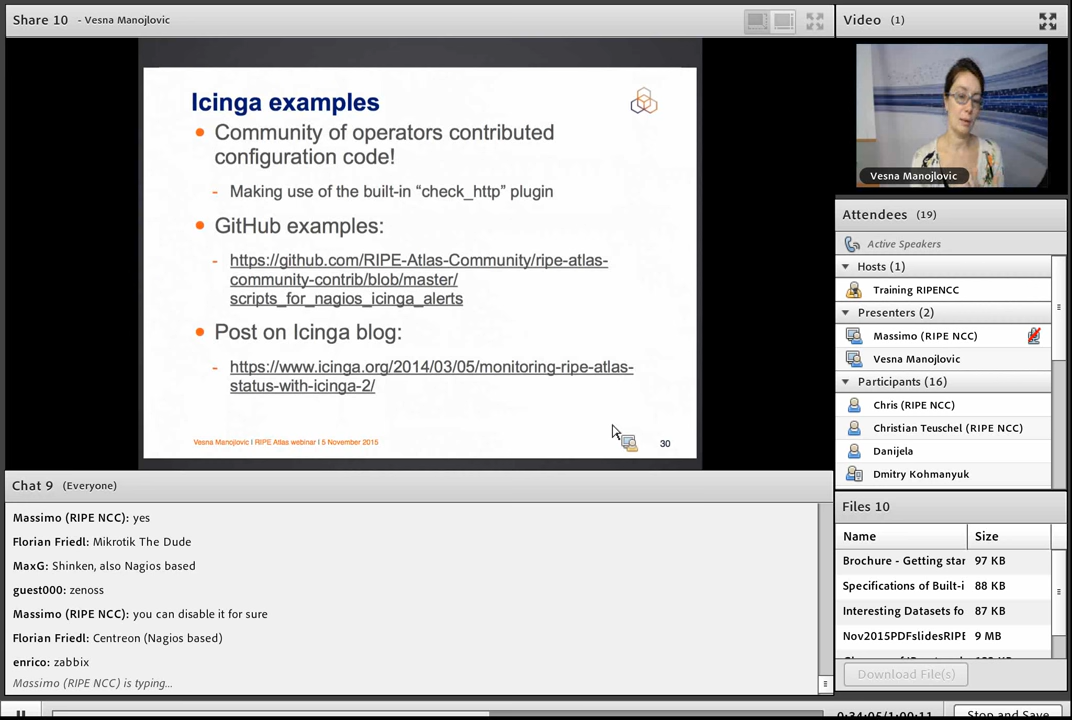 Share 10 - Vesna Manojlovic
Icinga examples
Community of operators contributed
configuration code!
- Making use of the built-in “check_http” plugin
GitHub examples:
- https://github.com/RIPE-Atlas-Community/ripe-atlas-
community-contrib/blob/master/
scripts_for_nagios_icinga_alerts
Post on Icinga blog:
- https://www.icinga.org/2014/03/05/monitoring-ripe-atlas-
status-with-icinga-2/
Vesna Manojlovic | RIPE Atlas webinar | 5 November 2015
30
Chat 9 (Everyone)
Massimo (RIPE NCC): yes
Florian Friedl: Mikrotik The Dude
MaxG: Shinken, also Nagios based
guest000: zenoss
Massimo (RIPE NCC): you can disable it for sure
Florian Friedl: Centreon (Nagios based)
enrico: zabbix
Massimo (RIPE NCC) is typing...
Video (1)
Vesna Manojlovic
Attendees (19)
Active Speakers
Hosts (1)
Training RIPENCC
Presenters (2)
Massimo (RIPE NCC)
Vesna Manojlovic
Participants (16)
Chris (RIPE NCC)
Christian Teuschel (RIPE NCC)
Danijela
Dmitry Kohmanyuk
Files 10
Name Size
Brochure - Getting star 97 KB
Specifications of Built-i 88 KB
Interesting Datasets fo 87 KB
Nov2015PDFslidesRIPE 9 MB
Download File(s)
0:34:05/1:00:11
Stop and Save